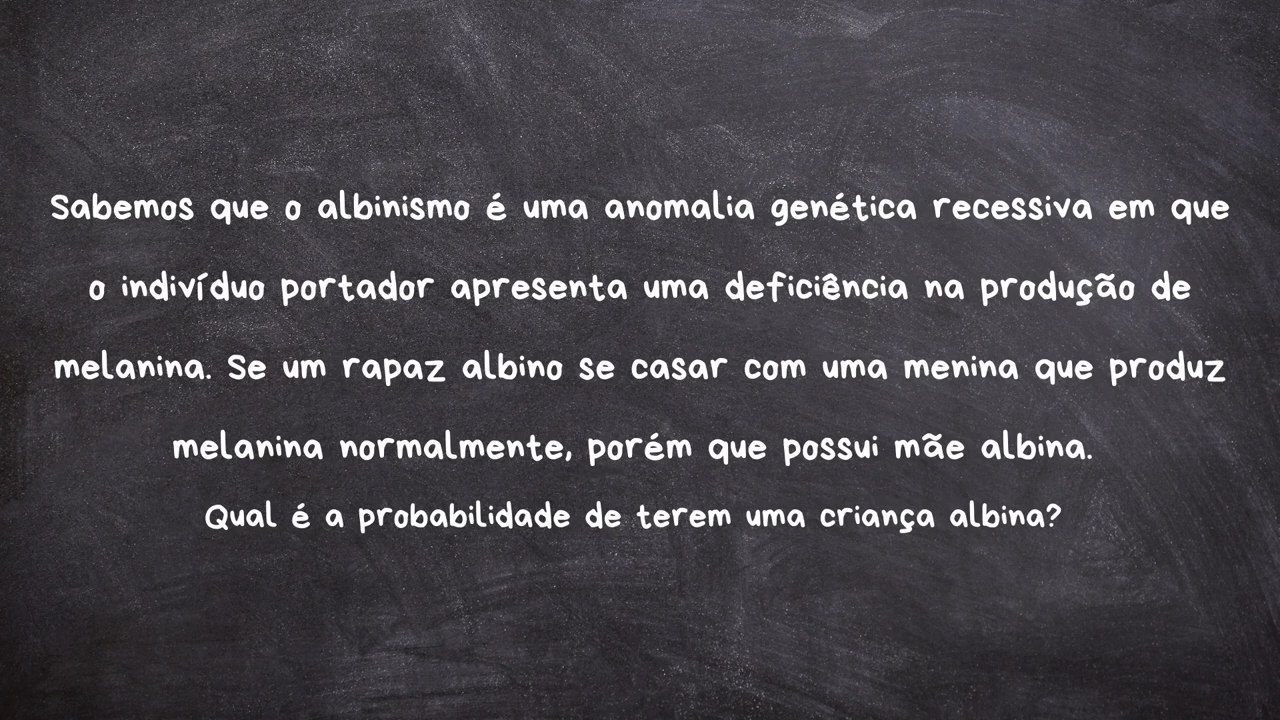 Sabemos que o albinismo é uma anomalia genética recessiva em que
o indivíduo portador apresenta uma deficiência na produção de
melanina. Se um rapaz albino se casar com uma menina que produz
melanina normalmente, porém que possui mãe albina.
Qual é a probabilidade de terem uma criança albina?